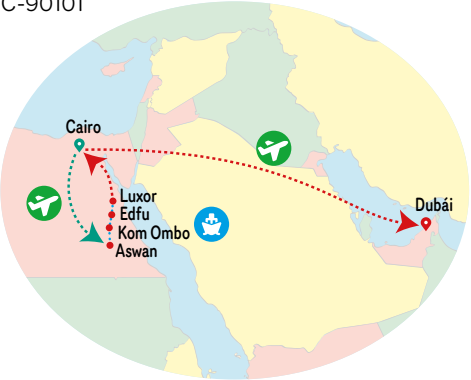 C-90101
Cairo
Luxor
Edfu
Kom Ombo
Aswan
Dubái